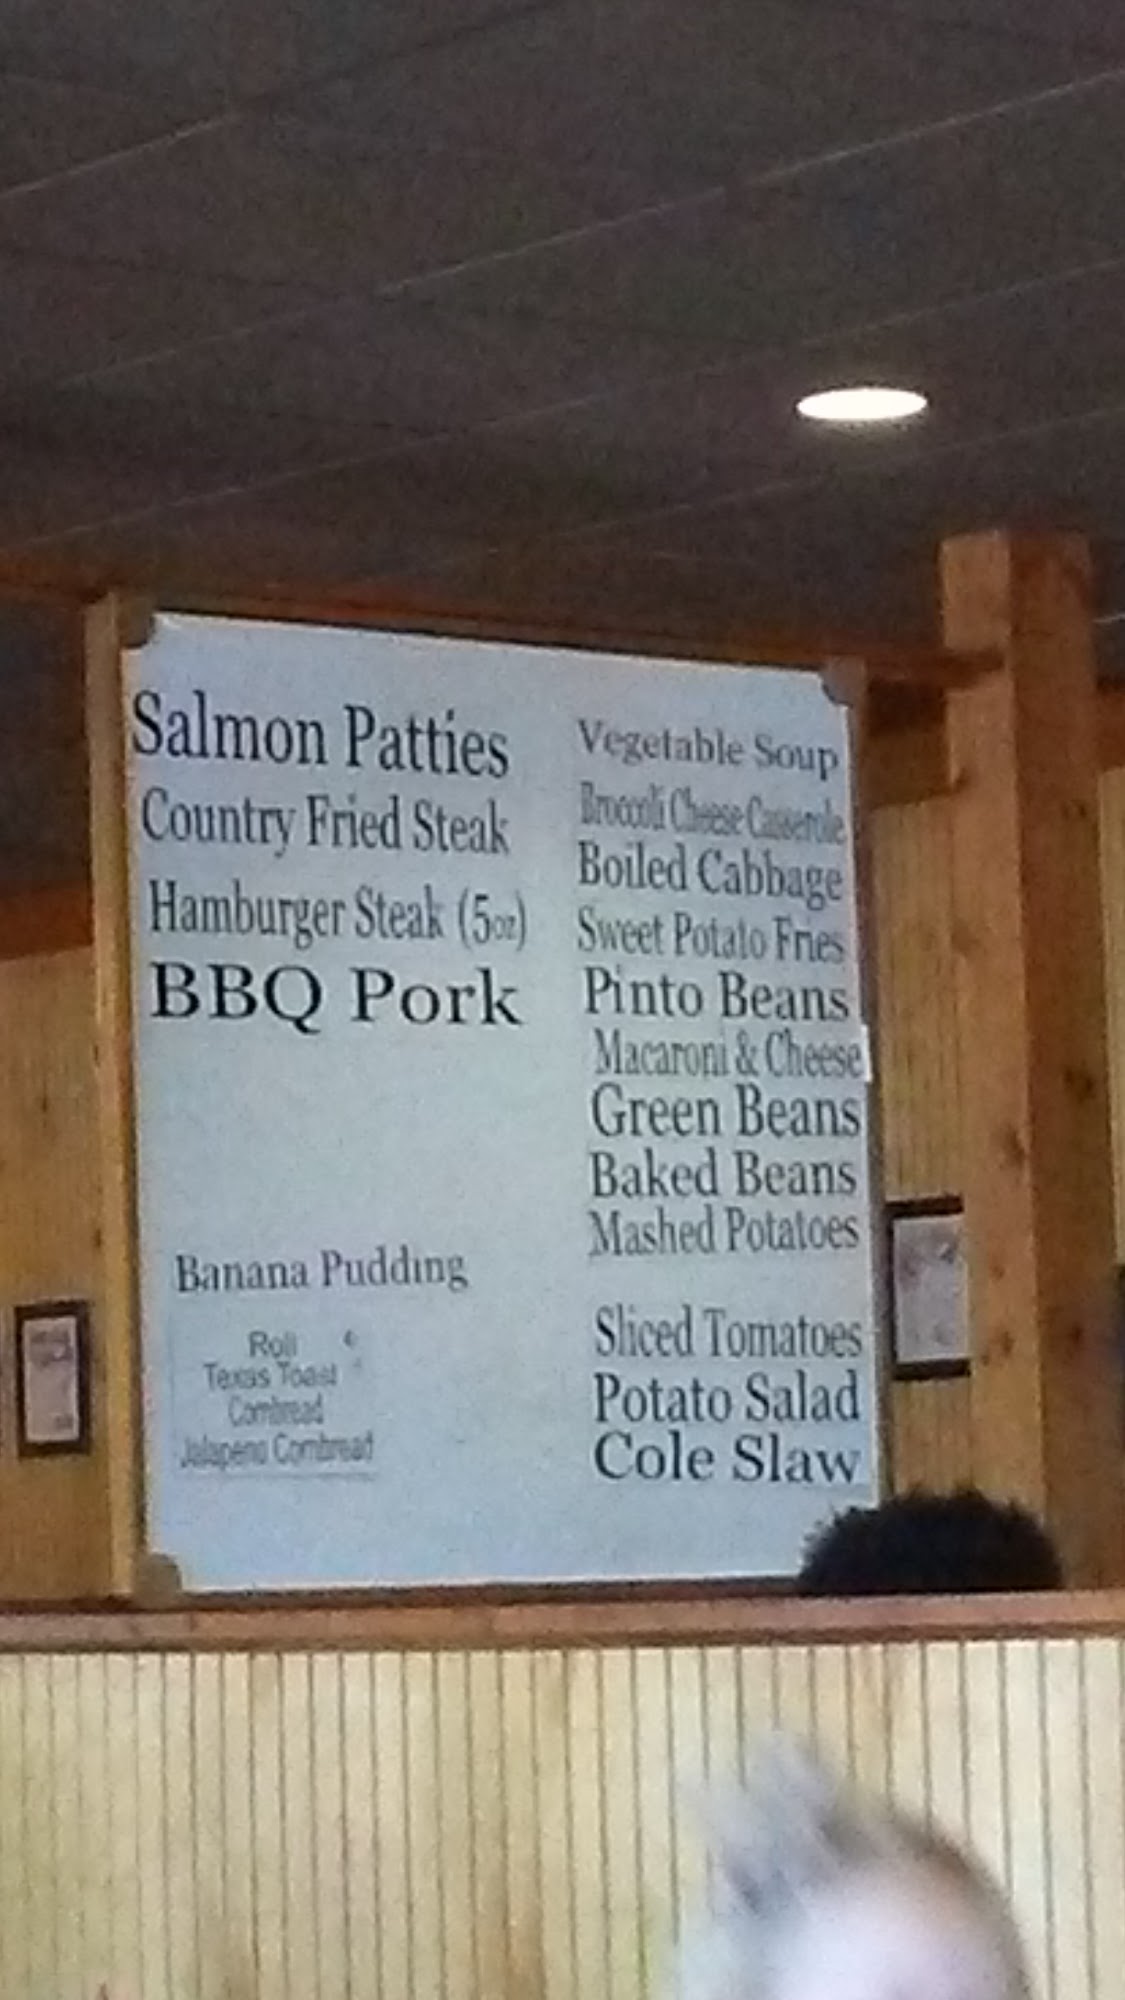 Salmon Patties
Country Fried Steak
Hamburger Steak (5oz)
BBQ Pork
Banana Pudding
Roll
Texas Toast
Cornbread
Jalapeno Cornbread
Vegetable Soup
Broccoli Cheese Casserole
Boiled Cabbage
Sweet Potato Fries
Pinto Beans
Macaroni & Cheese
Green Beans
Baked Beans
Mashed Potatoes
Sliced Tomatoes
Potato Salad
Cole Slaw